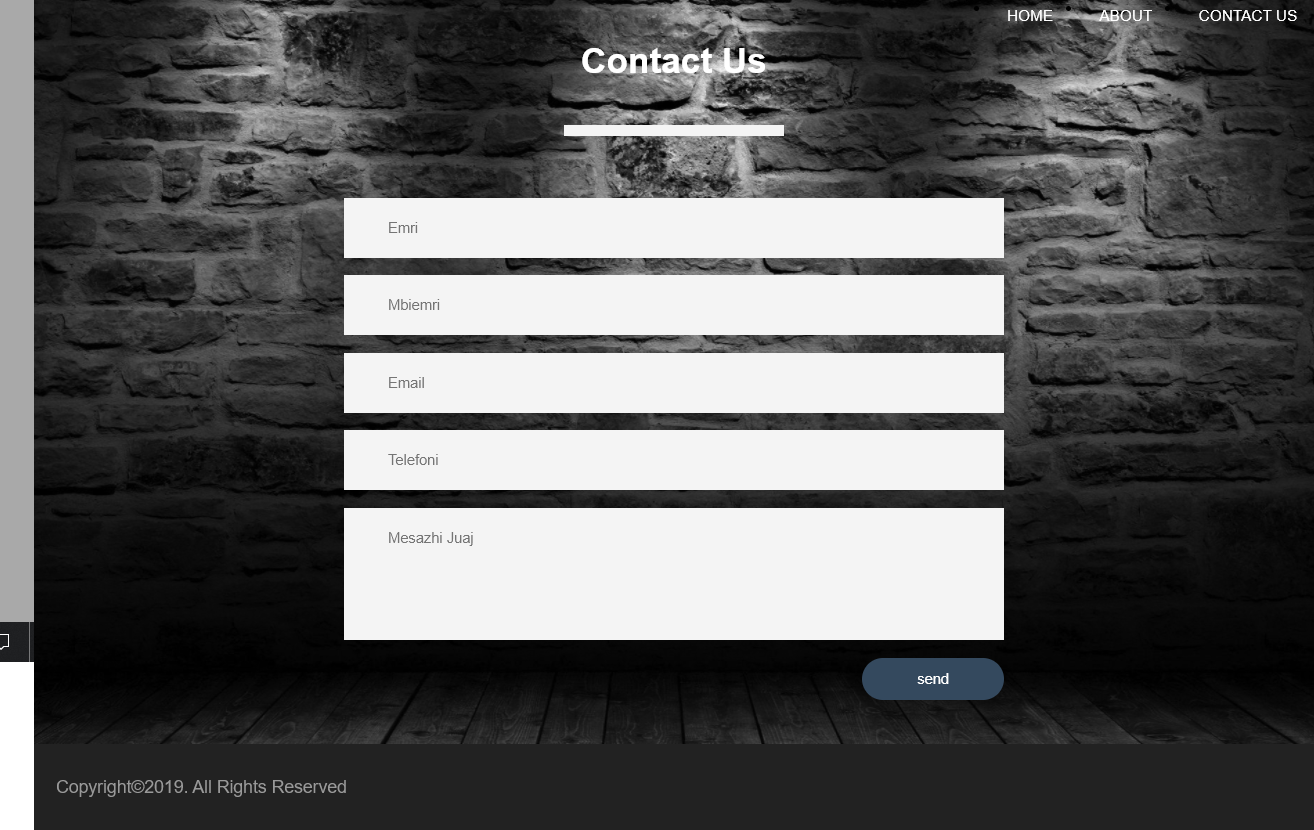 HOME ABOUT CONTACT US
Contact Us
Emri
Mbiemri
Email
Telefoni
Mesazhi Juaj
send
Copyright©2019. All Rights Reserved